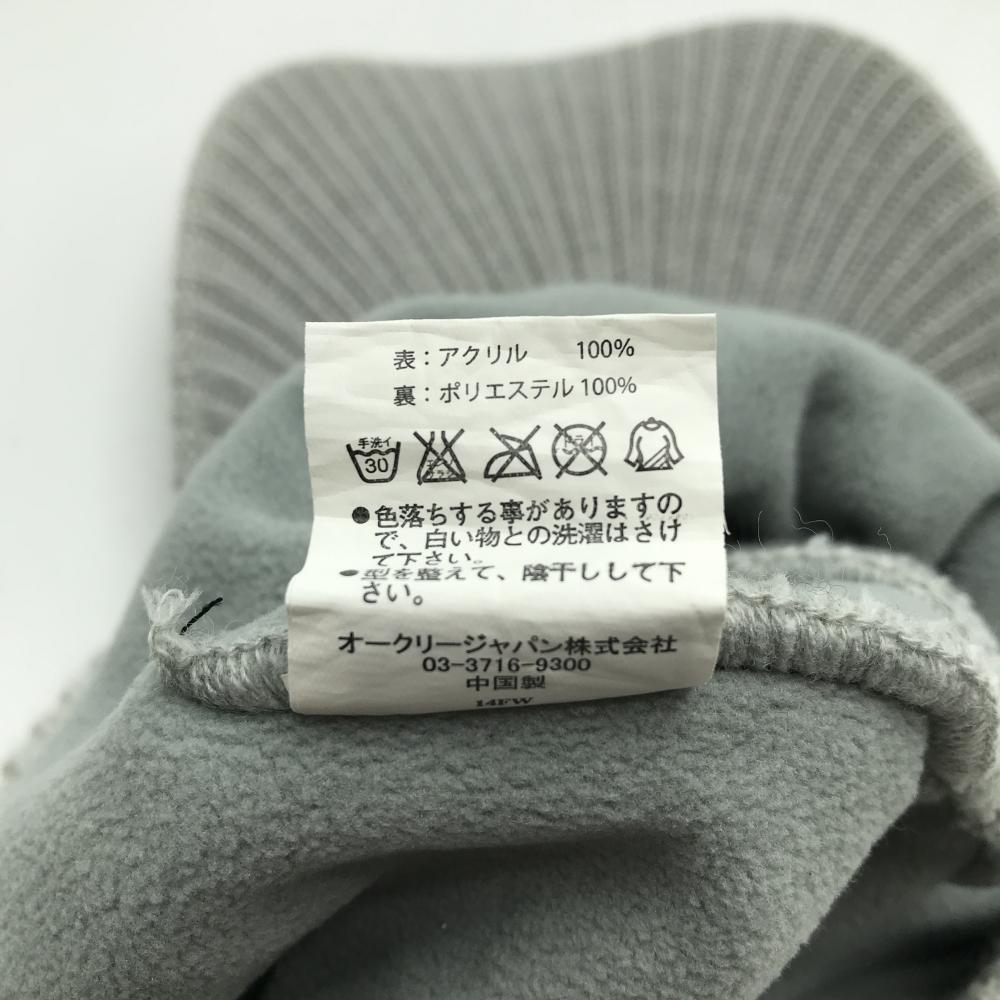 表：アクリル 100%
裏：ポリエステル 100%
手洗イ
30
ドライ
●色落ちする事がありますの
で、白い物との洗濯はさけ
て下さい。
●型を整えて、陰干しして下
さい。
オークリージャパン株式会社
03-3716-9300
中国製
14FW